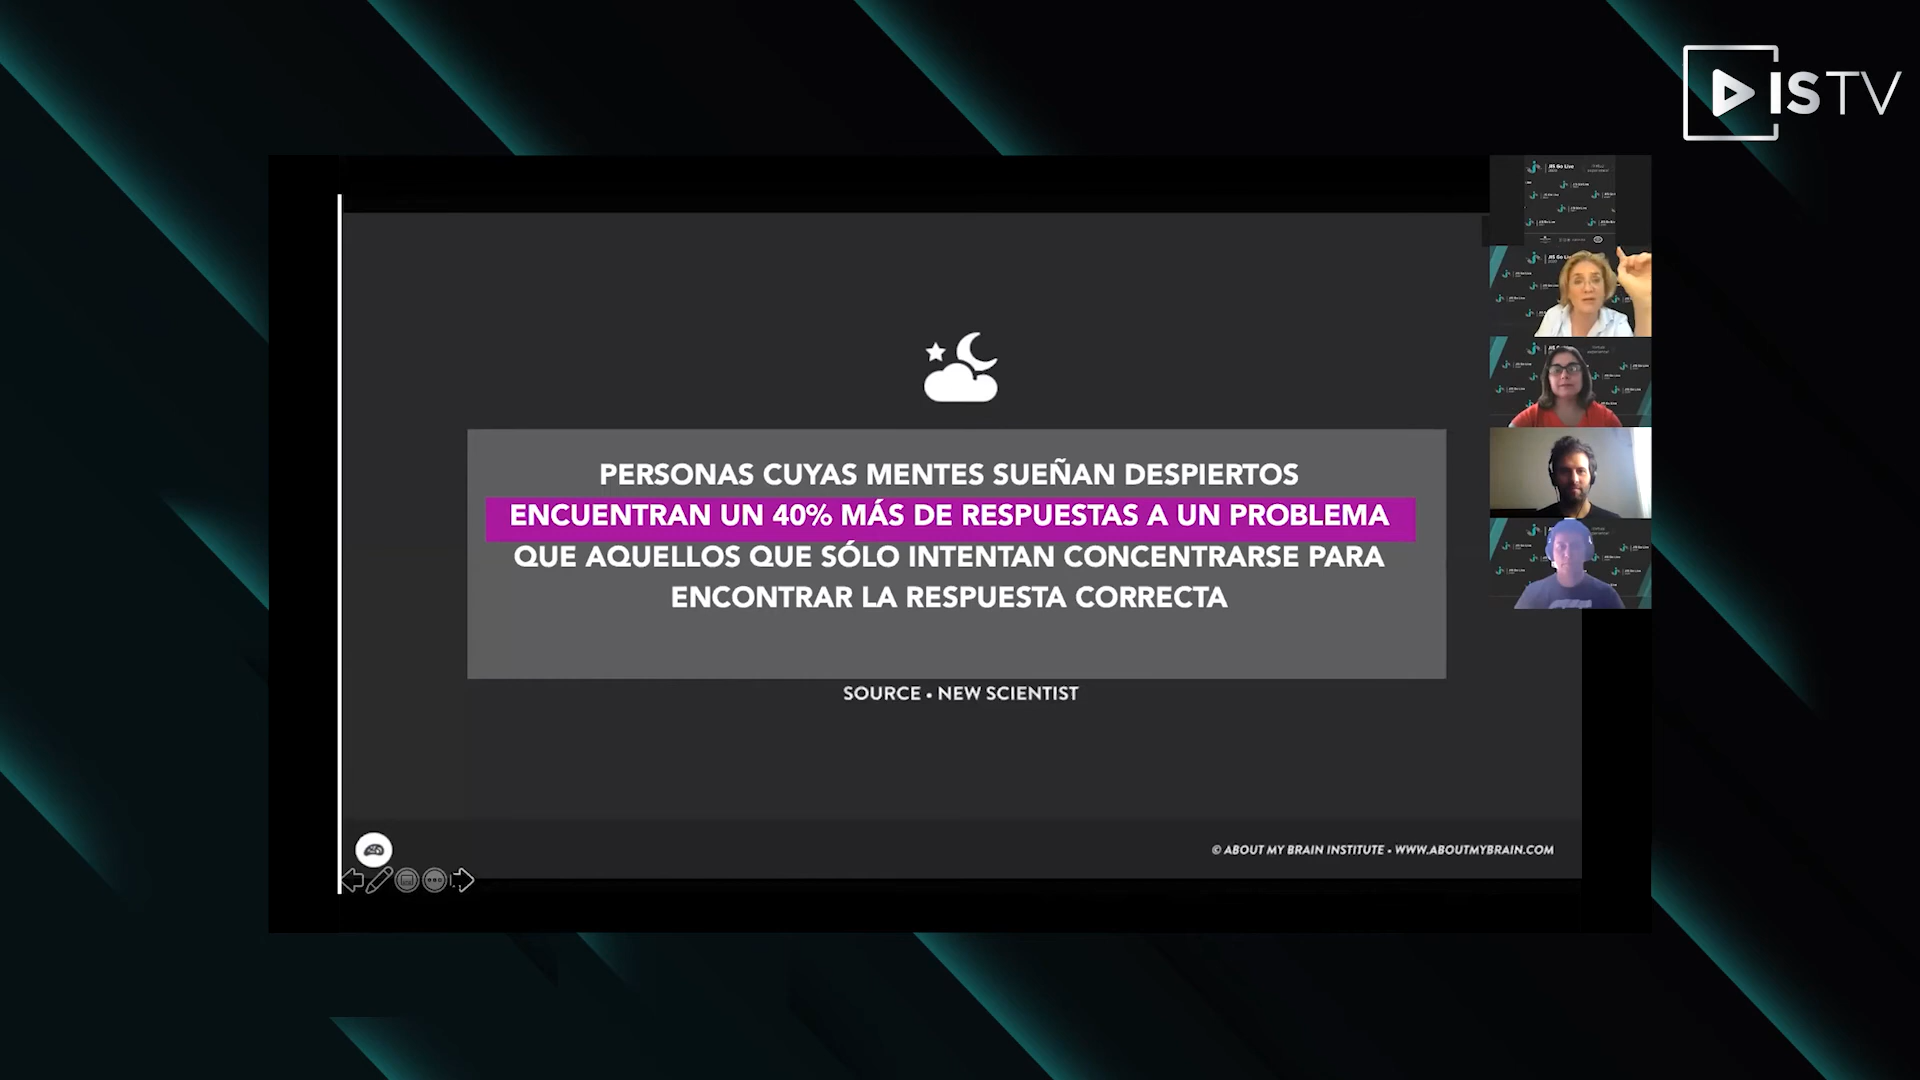 ISTV
PERSONAS CUYAS MENTES SUEÑAN DESPIERTOS
ENCUENTRAN UN 40% MÁS DE RESPUESTAS A UN PROBLEMA
QUE AQUELLOS QUE SÓLO INTENTAN CONCENTRARSE PARA
ENCONTRAR LA RESPUESTA CORRECTA
SOURCE • NEW SCIENTIST
© ABOUT MY BRAIN INSTITUTE • WWW.ABOUTMYBRAIN.COM